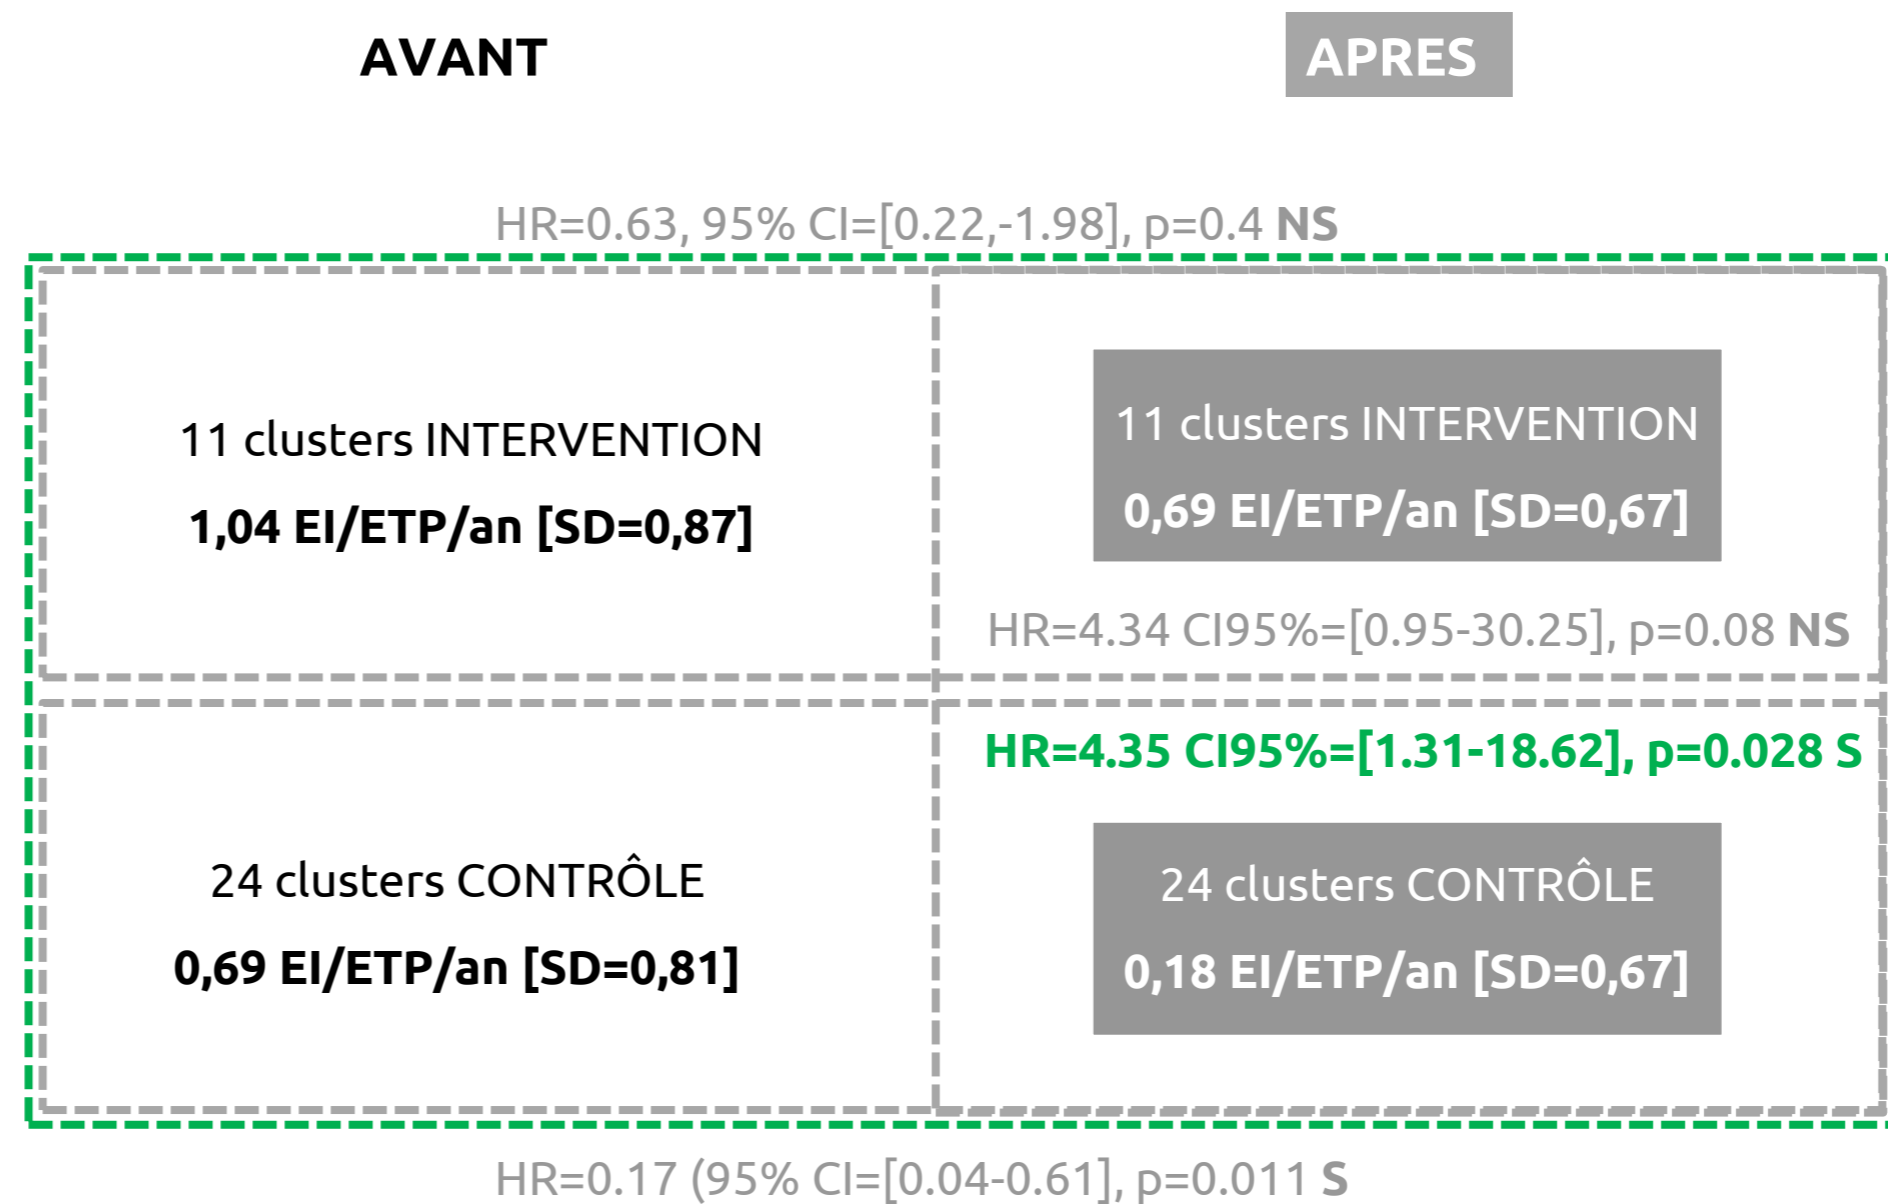 AVANT
APRES
HR=0.63, 95% CI=[0.22,-1.98], p=0.4 NS
11 clusters INTERVENTION
1,04 EI/ETP/an [SD=0,87]
11 clusters INTERVENTION
0,69 EI/ETP/an [SD=0,67]
HR=4.34 CI95%=[0.95-30.25], p=0.08 NS
HR=4.35 CI95%=[1.31-18.62], p=0.028 S
24 clusters CONTRÔLE
0,69 EI/ETP/an [SD=0,81]
24 clusters CONTRÔLE
0,18 EI/ETP/an [SD=0,67]
HR=0.17 (95% CI=[0.04-0.61], p=0.011 S